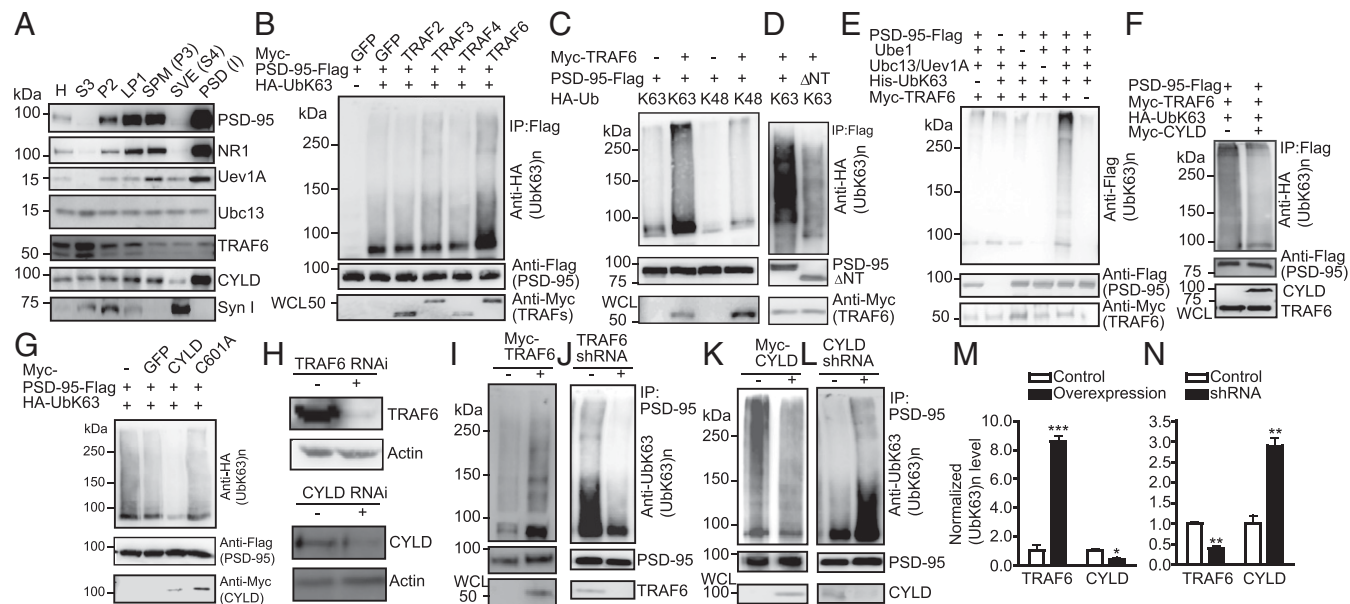 A
H S3 P2 LP1 SPM (P3) SVE (S4) PSD (I)
kDa
100 PSD-95
100 NR1
15 Uev1A
15 Ubc13
50 TRAF6
100 CYLD
75 Syn I
B
Myc- GFP GFP TRAF2 TRAF3 TRAF4 TRAF6
PSD-95-Flag + + + + + +
HA-UbK63 - + + + + +
kDa
250
150
100
IP:Flag
Anti-HA (UbK63)n
100 Anti-Flag (PSD-95)
WCL 50 Anti-Myc (TRAFs)
C
Myc-TRAF6 - + - +
PSD-95-Flag + + + +
HA-Ub K63 K63 K48 K48
kDa
250
150
100
100
75
WCL
50
D
+ +
+ ΔNT
K63 K63
IP:Flag
Anti-HA (UbK63)n
PSD-95
ΔNT
Anti-Myc (TRAF6)
E
PSD-95-Flag + - + + + +
Ube1
Ubc13/Uev1A
His-UbK63
Myc-TRAF6 + + + + + -
kDa
250
150
100
Anti-Flag (UbK63)n
100
75
Anti-Flag (PSD-95)
50 Anti-Myc (TRAF6)
F
PSD-95-Flag + +
Myc-TRAF6 + +
HA-UbK63 + +
Myc-CYLD - +
IP:Flag
kDa
250
150
100
Anti-HA (UbK63)n
100
75
Anti-Flag (PSD-95)
100
75
CYLD
WCL TRAF6
G
Myc- - GFP CYLD C601A
PSD-95-Flag + + + +
HA-UbK63 + + + +
kDa
250
150
100
Anti-HA (UbK63)n
100 Anti-Flag (PSD-95)
100 Anti-Myc (CYLD)
H
TRAF6 RNAi
- +
TRAF6
Actin
CYLD RNAi
- +
CYLD
Actin
I
Myc-TRAF6
- +
kDa
250
150
100
100
WCL
50
J
TRAF6 shRNA
- +
IP: PSD-95
Anti-UbK63 (UbK63)n
PSD-95
TRAF6
K
Myc-CYLD
- +
kDa
250
150
100
100
WCL
100
L
CYLD shRNA
- +
IP: PSD-95
Anti-UbK63 (UbK63)n
PSD-95
CYLD
M
Control
Overexpression
Normalized (UbK63)n level
10.0
8.0
6.0
4.0
2.0
0.0
***
*
TRAF6 CYLD
N
Control
shRNA
3.5
3.0
2.5
2.0
1.5
1.0
0.5
0.0
**
**
TRAF6 CYLD